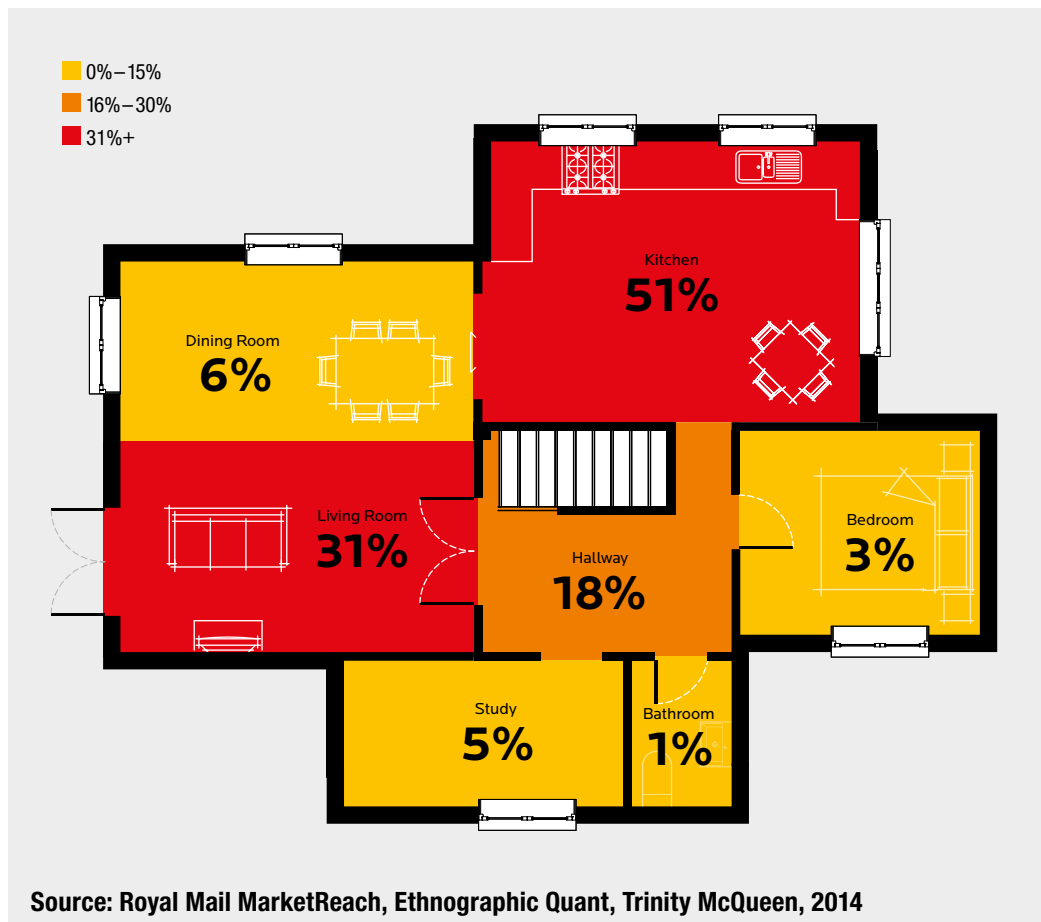 0%–15%
16%–30%
31%+
Kitchen
51%
Dining Room
6%
Living Room
31%
Hallway
18%
Bedroom
3%
Study
5%
Bathroom
1%
Source: Royal Mail MarketReach, Ethnographic Quant, Trinity McQueen, 2014